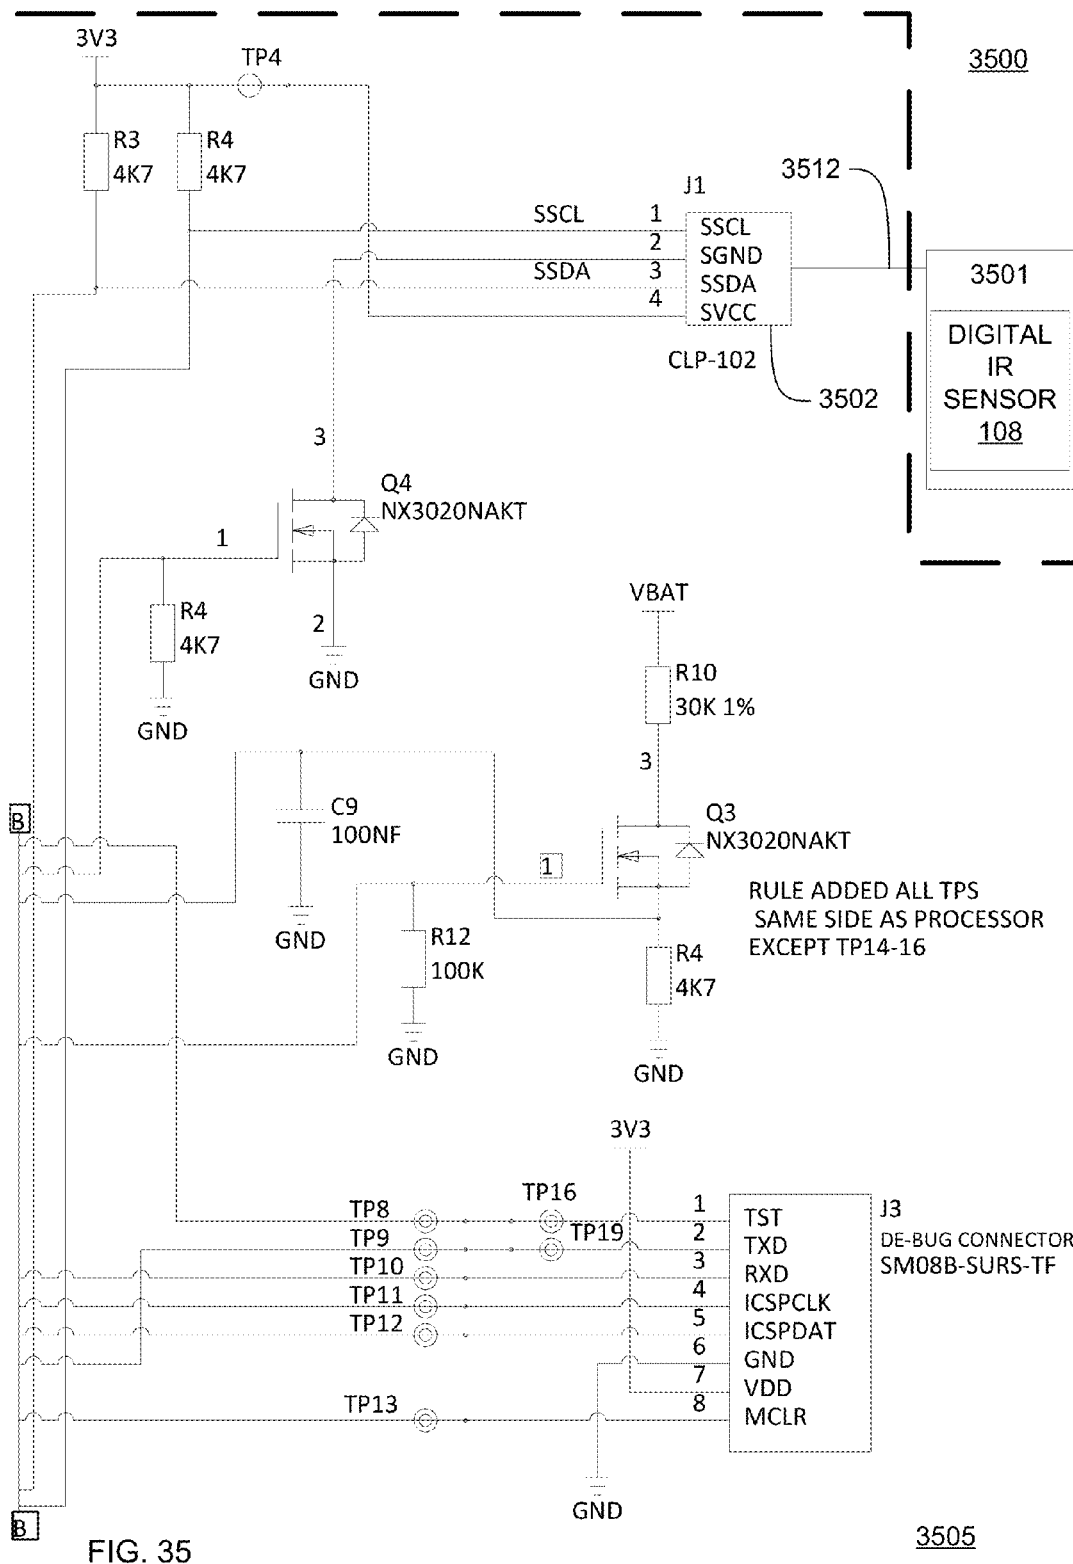 3V3
TP4
3500
R3
4K7
R4
4K7
3512
J1
SSCL
1
SSCL
2
SGND
SSDA
3
SSDA
4
SVCC
3501
DIGITAL
IR
SENSOR
108
CLP-102
3502
3
Q4
NX3020NAKT
1
R4
4K7
2
GND
GND
VBAT
R10
30K 1%
3
B
C9
100NF
Q3
NX3020NAKT
1
RULE ADDED ALL TPS
SAME SIDE AS PROCESSOR
EXCEPT TP14-16
GND
R12
100K
R4
4K7
GND
GND
3V3
TP8
TP16
1
TST
J3
TP9
TP19
2
TXD
DE-BUG CONNECTOR
SM08B-SURS-TF
TP10
3
RXD
TP11
4
ICSPCLK
TP12
5
ICSPDAT
6
GND
7
VDD
TP13
8
MCLR
GND
B
FIG. 35
3505